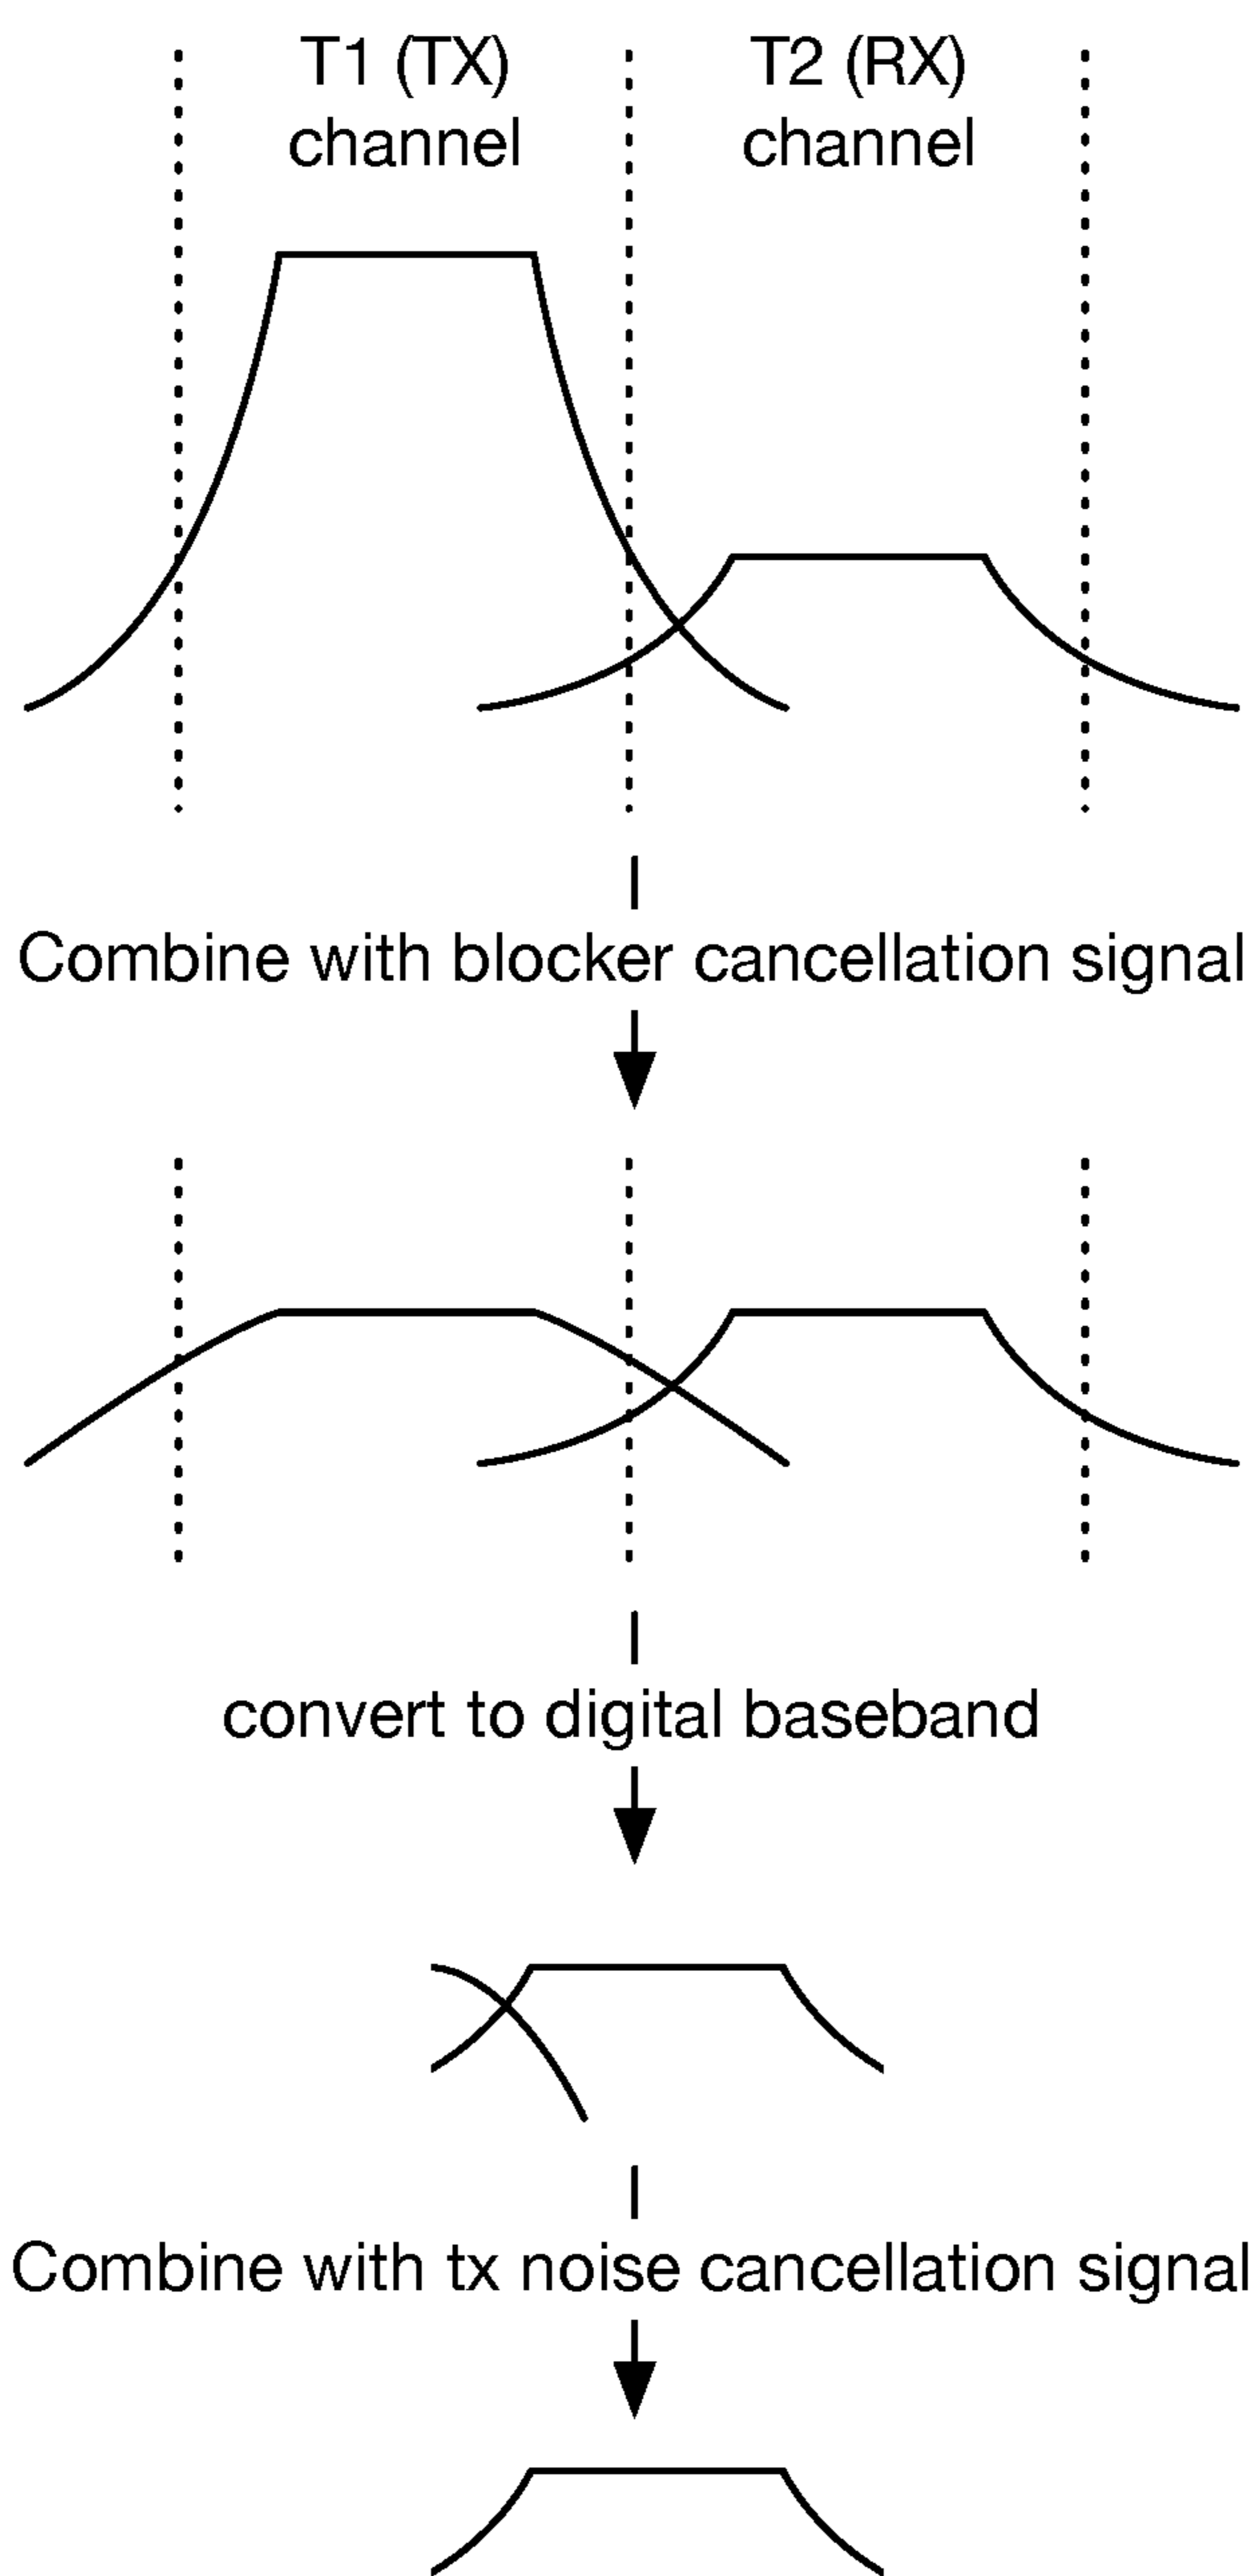 T1 (TX)
channel
T2 (RX)
channel
Combine with blocker cancellation signal
convert to digital baseband
Combine with tx noise cancellation signal